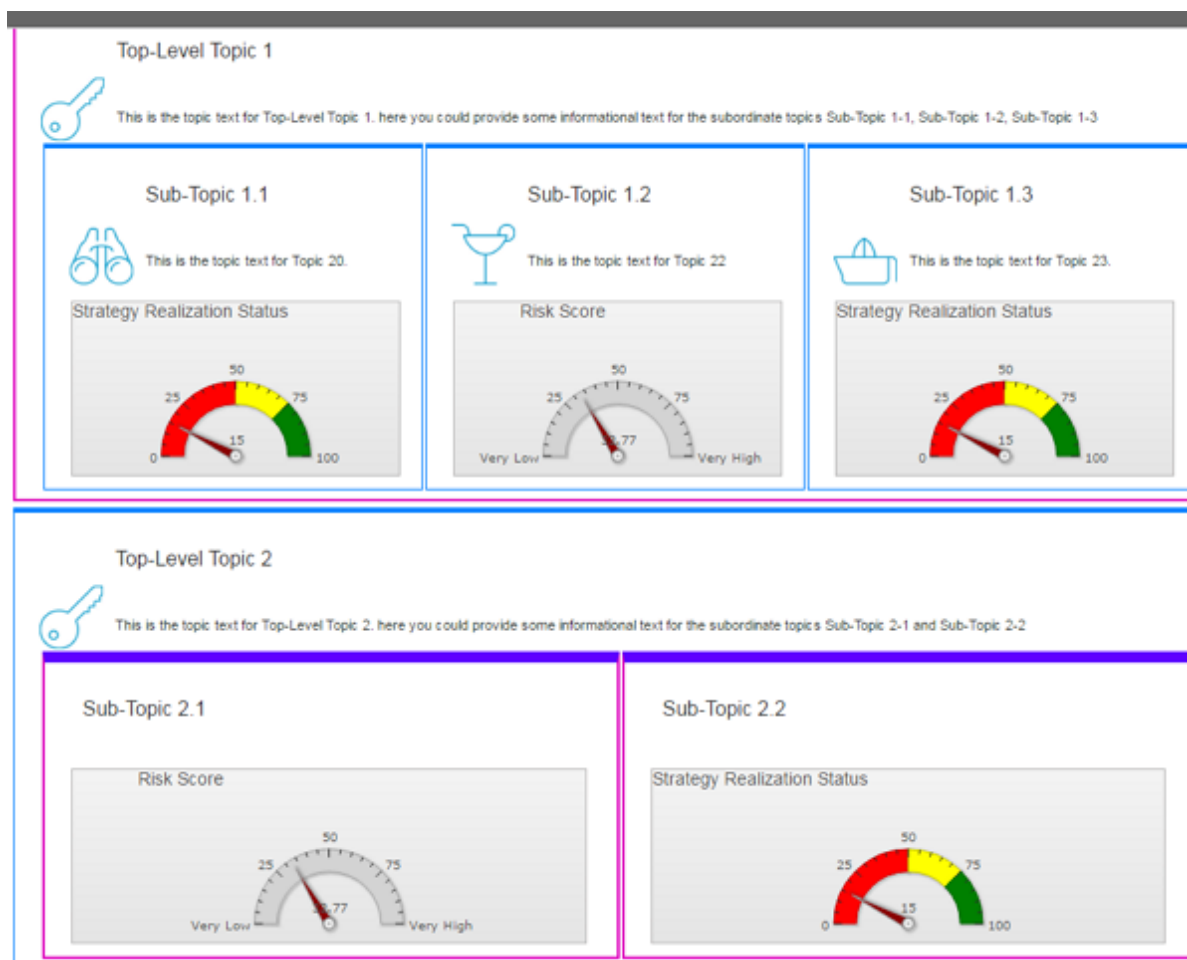 Top-Level Topic 1
This is the topic text for Top-Level Topic 1. here you could provide some informational text for the subordinate topics Sub-Topic 1-1, Sub-Topic 1-2, Sub-Topic 1-3
Sub-Topic 1.1
This is the topic text for Topic 20.
Strategy Realization Status
50
25
75
15
0
100
Sub-Topic 1.2
This is the topic text for Topic 22
Risk Score
50
25
75
Very Low
Very High
Sub-Topic 1.3
This is the topic text for Topic 23.
Strategy Realization Status
50
25
75
15
0
100
Top-Level Topic 2
This is the topic text for Top-Level Topic 2. here you could provide some informational text for the subordinate topics Sub-Topic 2-1 and Sub-Topic 2-2
Sub-Topic 2.1
Risk Score
50
25
75
Very Low
Very High
Sub-Topic 2.2
Strategy Realization Status
50
25
75
15
0
100